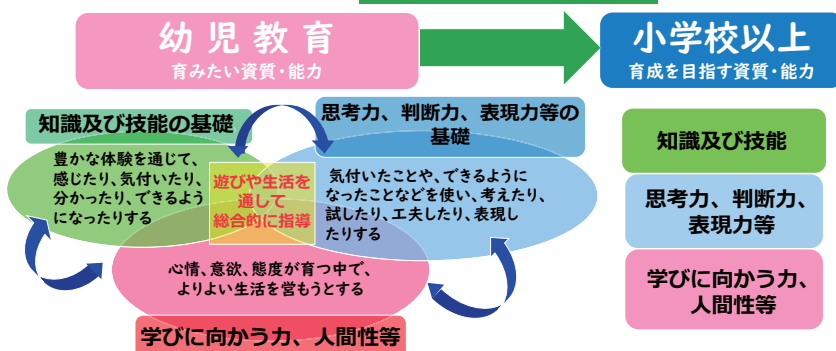 幼児教育
育みたい資質・能力
小学校以上
育成を目指す資質・能力
知識及び技能の基礎
豊かな体験を通じて、
感じたり、気付いたり、
分かったり、できるよう
になったりする
遊びや生活を
通して
総合的に指導
思考力、判断力、表現力等の
基礎
気付いたことや、できるように
なったことなどを使い、考えたり、
試したり、工夫したり、表現し
たりする
心情、意欲、態度が育つ中で、
よりよい生活を営もうとする
学びに向かう力、人間性等
知識及び技能
思考力、判断力、
表現力等
学びに向かう力、
人間性等